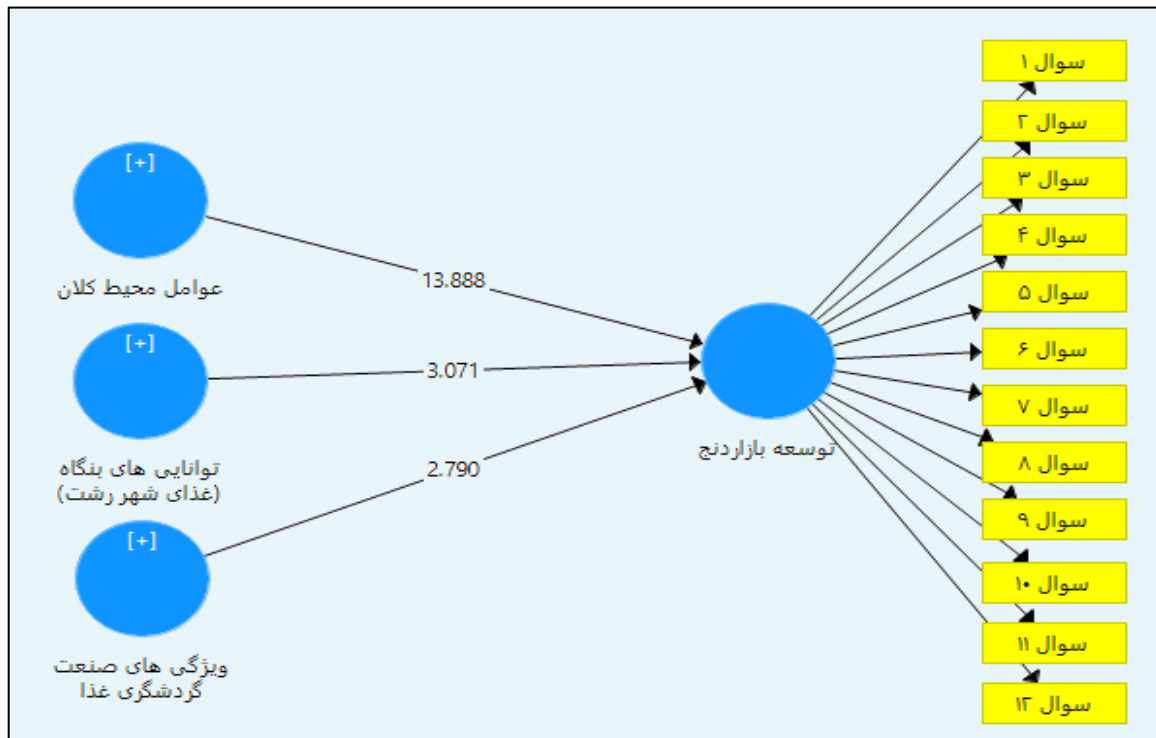 [+]
عوامل محیط کلان
[+]
توانایی های بنگاه
(غذای شهر رشت)
[+]
ویژگی های صنعت
گردشگری غذا
13.888
3.071
2.790
توسعه بازاردنج
سوال ۱
سوال ۲
سوال ۳
سوال ۴
سوال ۵
سوال ۶
سوال ۷
سوال ۸
سوال ۹
سوال ۱۰
سوال ۱۱
سوال ۱۲